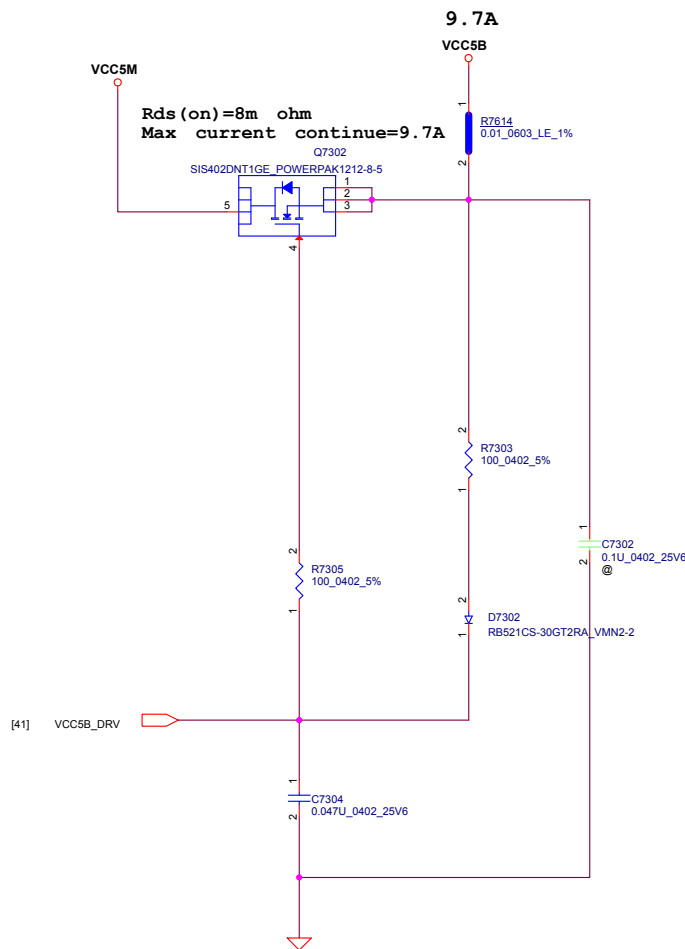 9.7A
VCC5B
VCC5M
1
R7614
0.01_0603_LE_1%
2
Rds(on)=8m ohm
Max current continue=9.7A
Q7302
SIS402DNT1GE_POWERPAK1212-8-5
5
1
2
3
4
2
R7303
100_0402_5%
1
1
C7302
0.1U_0402_25V6
2
@
2
R7305
100_0402_5%
1
2
D7302
RB521CS-30GT2RA_VMN2-2
1
[41] VCC5B_DRV
1
C7304
0.047U_0402_25V6
2